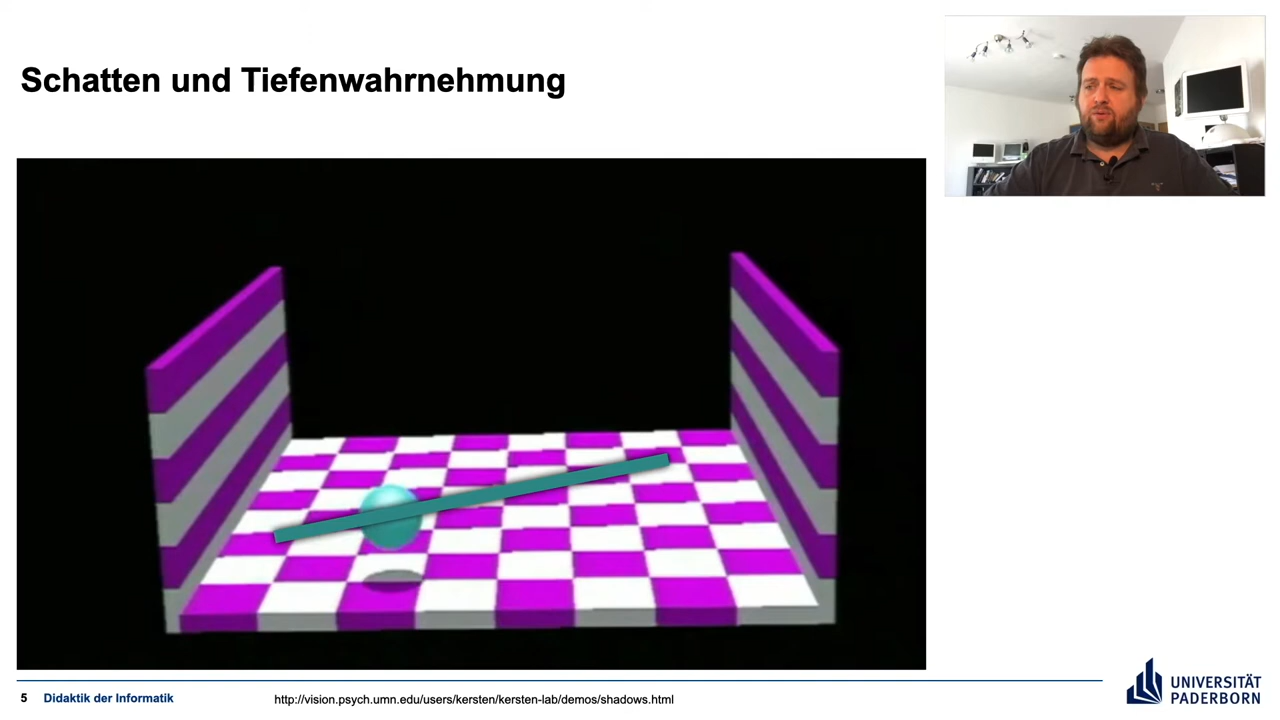 Schatten und Tiefenwahrnehmung
5 Didaktik der Informatik
http://vision.psych.umn.edu/users/kersten/kersten-lab/demos/shadows.html
UNIVERSITÄT
PADERBORN